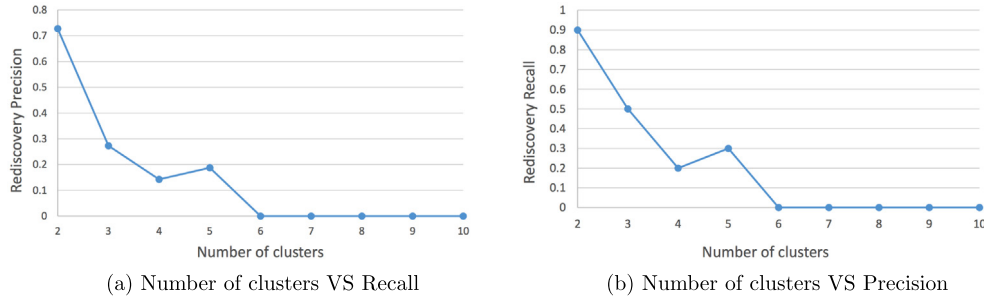 0.8
0.7
0.6
0.5
0.4
0.3
0.2
0.1
0
Rediscovery Precision
2 3 4 5 6 7 8 9 10
Number of clusters
(a) Number of clusters VS Recall
1
0.9
0.8
0.7
0.6
0.5
0.4
0.3
0.2
0.1
0
Rediscovery Recall
2 3 4 5 6 7 8 9 10
Number of clusters
(b) Number of clusters VS Precision